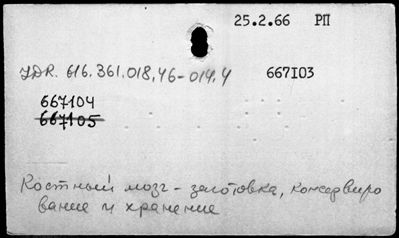 25.2.66 РП
УДК. 616.361.018.46-014.4 667I03
667104
667105
Костный мозг - заготовка, консервиро
вание и хранение